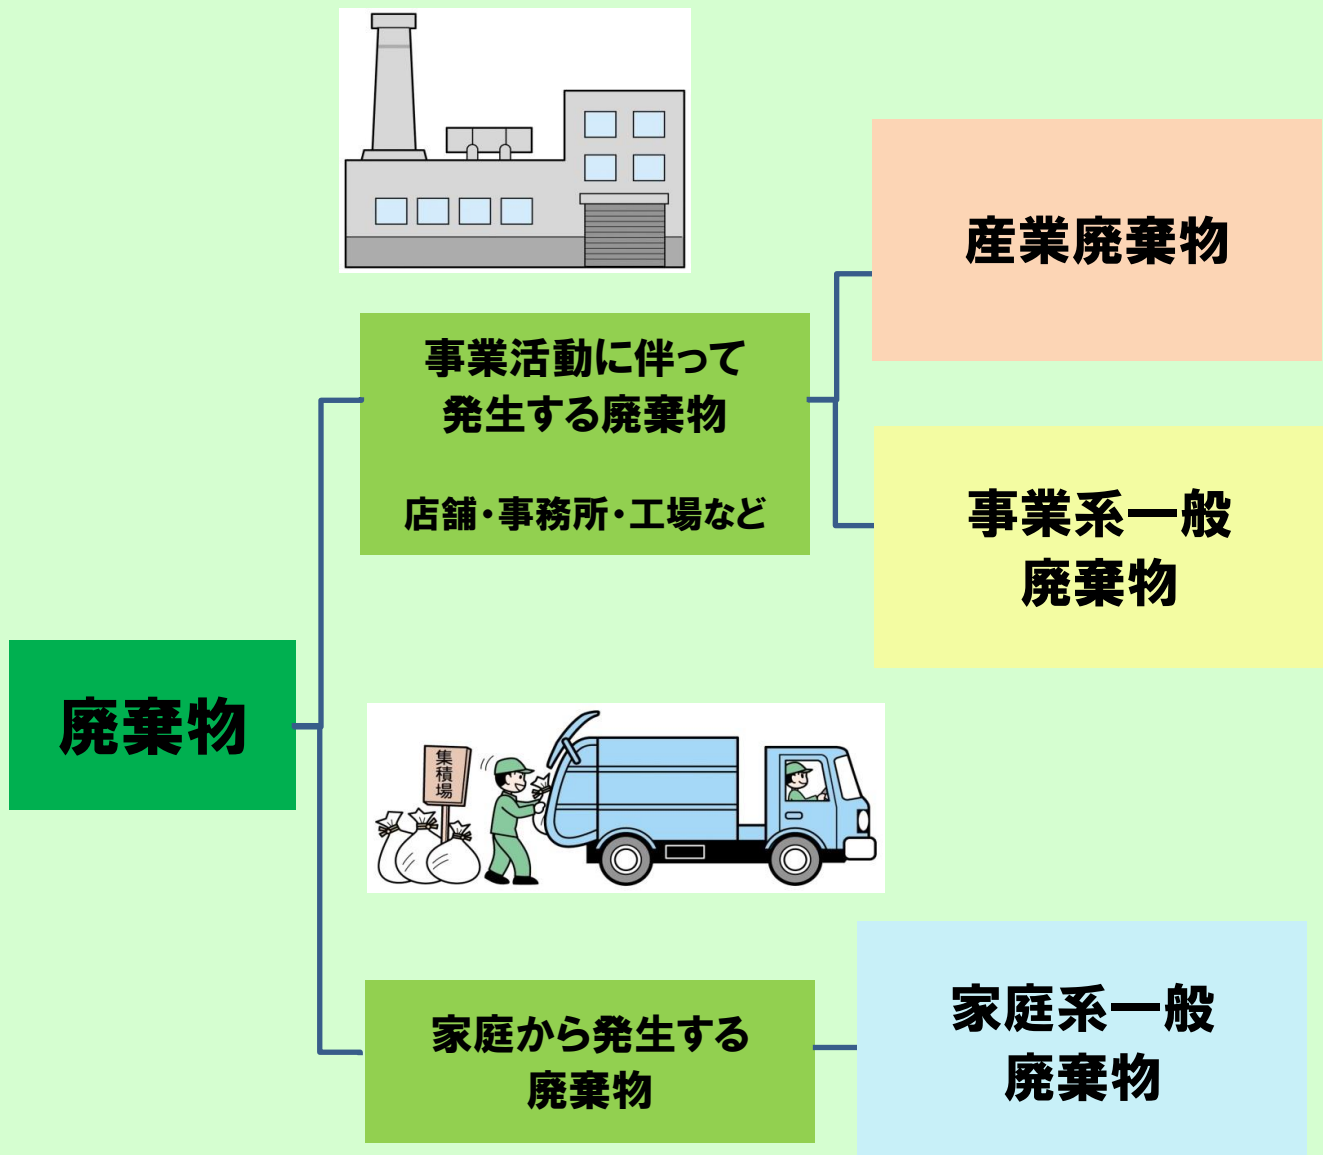 産業廃棄物
事業活動に伴って
発生する廃棄物
店舗・事務所・工場など
事業系一般
廃棄物
廃棄物
集積場
家庭から発生する
廃棄物
家庭系一般
廃棄物